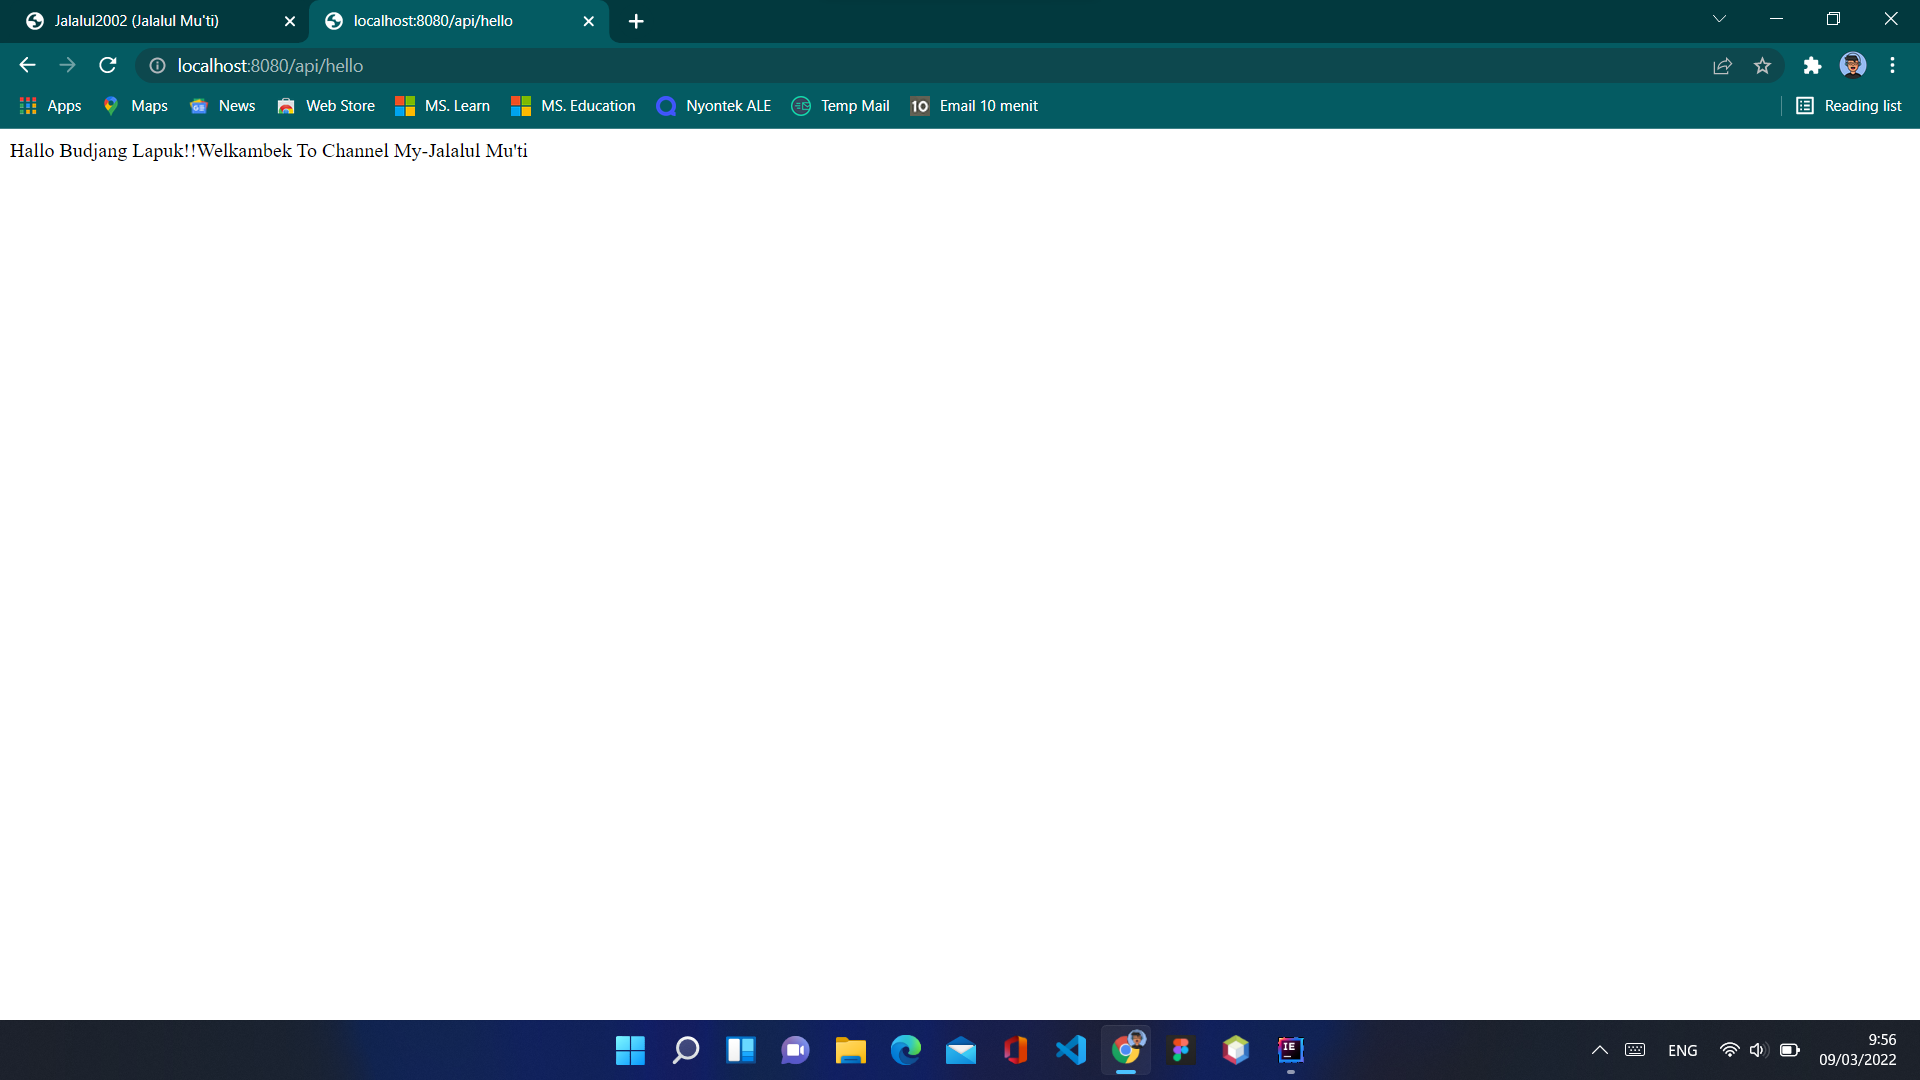 Jalalul2002 (Jalalul Mu'ti)
localhost:8080/api/hello
localhost:8080/api/hello
Apps Maps News Web Store MS. Learn MS. Education Nyontek ALE Temp Mail 10 Email 10 menit Reading list
Hallo Budjang Lapuk!!Welkambek To Channel My-Jalalul Mu'ti
IE
ENG
9:56
09/03/2022